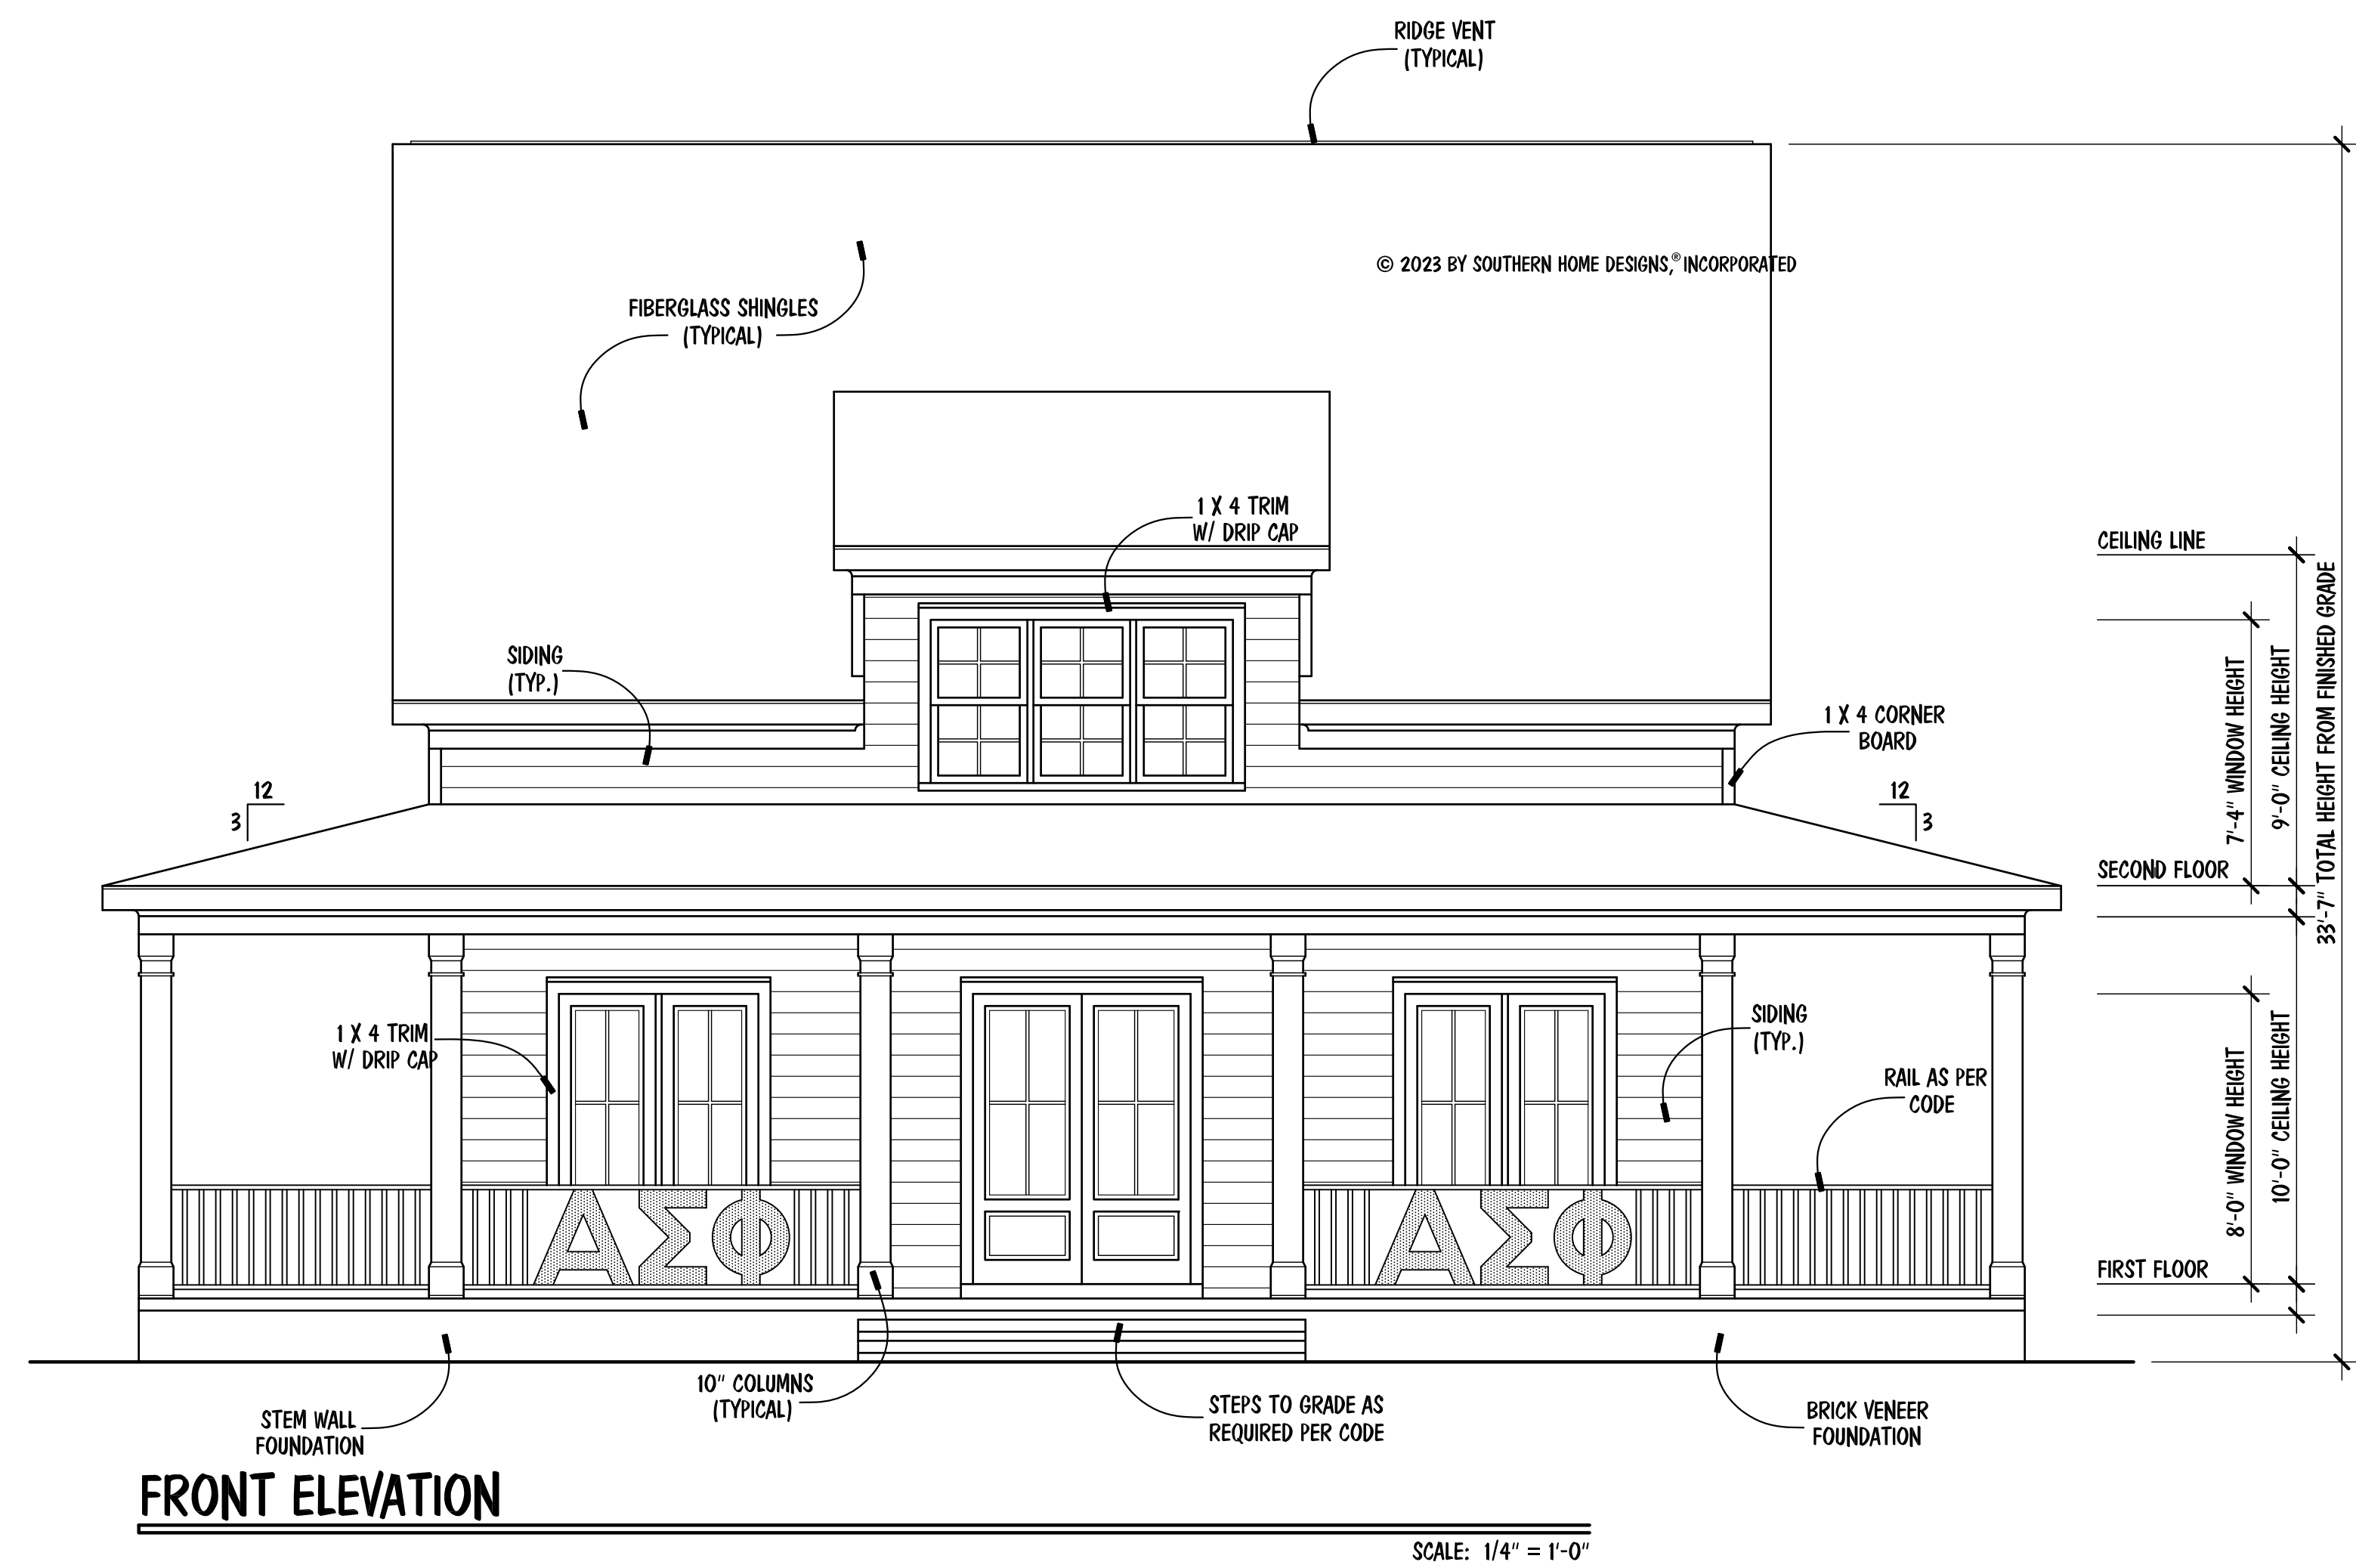 RIDGE VENT
(TYPICAL)
© 2023 BY SOUTHERN HOME DESIGNS,® INCORPORATED
FIBERGLASS SHINGLES
(TYPICAL)
1 X 4 TRIM
W/ DRIP CAP
CEILING LINE
SIDING
(TYP.)
1 X 4 CORNER
BOARD
7'-4" WINDOW HEIGHT
9'-0" CEILING HEIGHT
33'-7" TOTAL HEIGHT FROM FINISHED GRADE
12
3
12
3
SECOND FLOOR
1 X 4 TRIM
W/ DRIP CAP
SIDING
(TYP.)
RAIL AS PER
CODE
8'-0" WINDOW HEIGHT
10'-0" CEILING HEIGHT
ΑΣΦ
ΑΣΦ
FIRST FLOOR
10" COLUMNS
(TYPICAL)
STEPS TO GRADE AS
REQUIRED PER CODE
STEM WALL
FOUNDATION
BRICK VENEER
FOUNDATION
FRONT ELEVATION
SCALE: 1/4" = 1'-0"